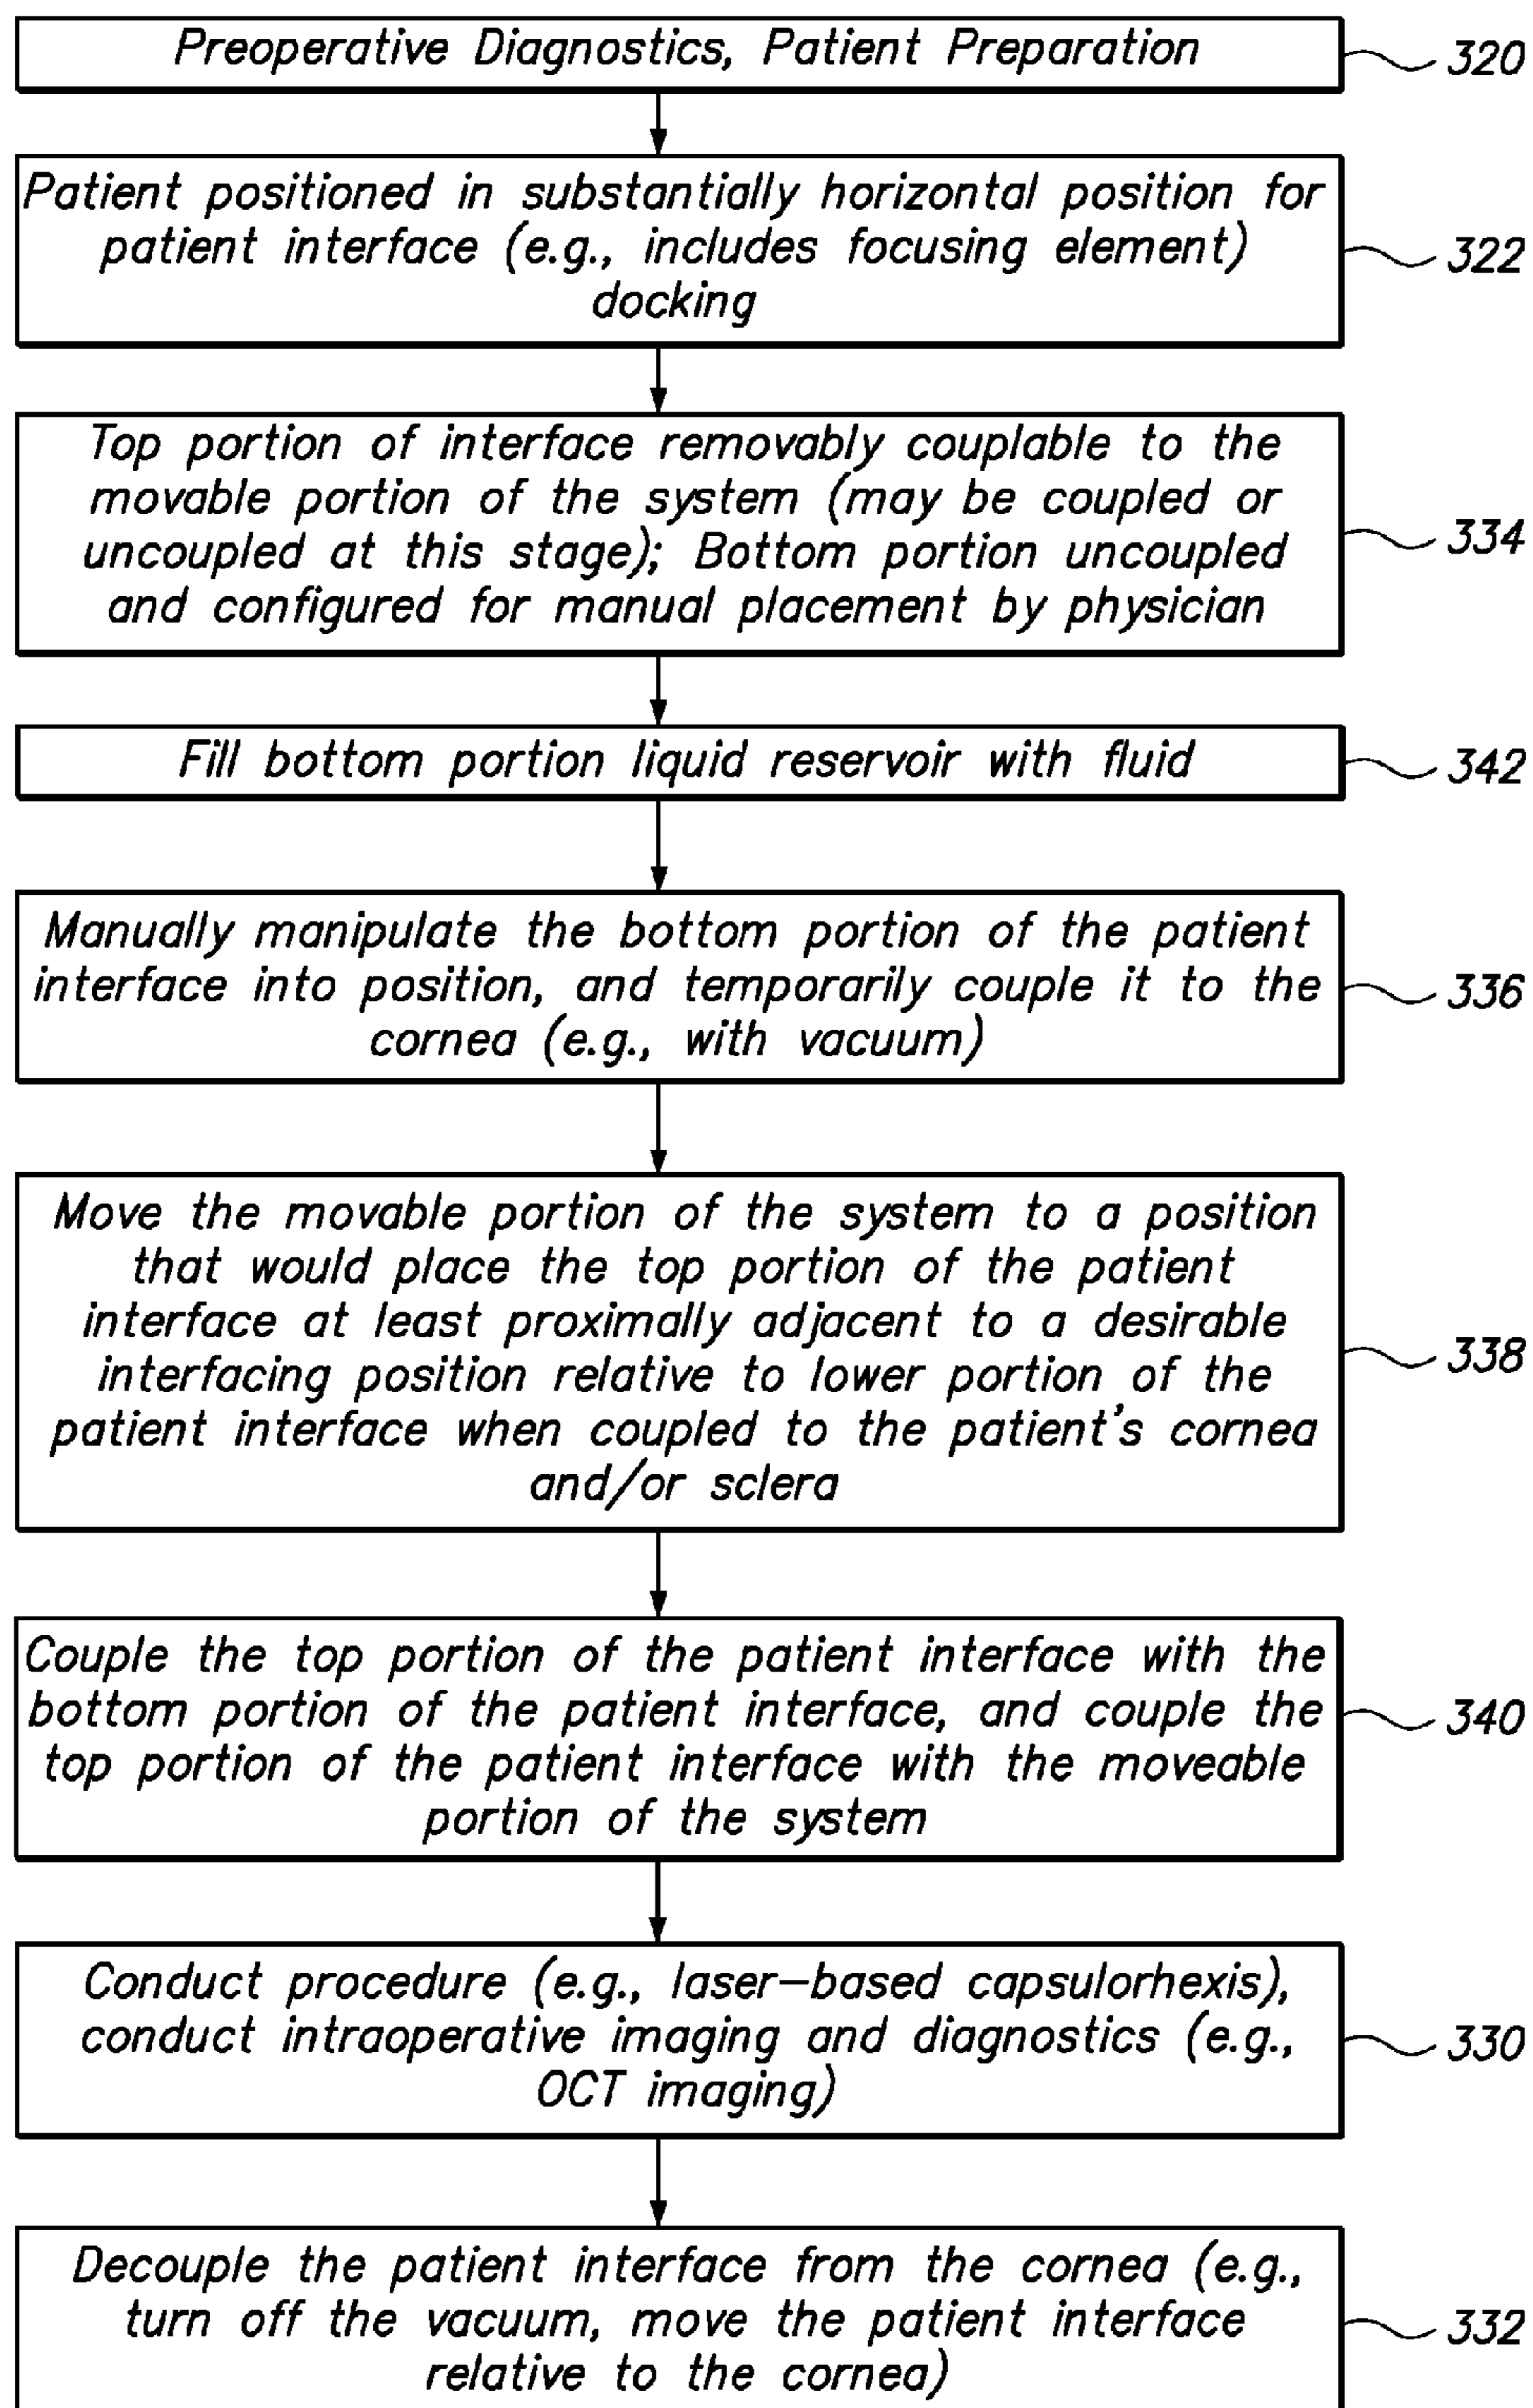 Preoperative Diagnostics, Patient Preparation
320
Patient positioned in substantially horizontal position for
patient interface (e.g., includes focusing element)
docking
322
Top portion of interface removably couplable to the
movable portion of the system (may be coupled or
uncoupled at this stage); Bottom portion uncoupled
and configured for manual placement by physician
334
Fill bottom portion liquid reservoir with fluid
342
Manually manipulate the bottom portion of the patient
interface into position, and temporarily couple it to the
cornea (e.g., with vacuum)
336
Move the movable portion of the system to a position
that would place the top portion of the patient
interface at least proximally adjacent to a desirable
interfacing position relative to lower portion of the
patient interface when coupled to the patient's cornea
and/or sclera
338
Couple the top portion of the patient interface with the
bottom portion of the patient interface, and couple the
top portion of the patient interface with the moveable
portion of the system
340
Conduct procedure (e.g., laser-based capsulorhexis),
conduct intraoperative imaging and diagnostics (e.g.,
OCT imaging)
330
Decouple the patient interface from the cornea (e.g.,
turn off the vacuum, move the patient interface
relative to the cornea)
332